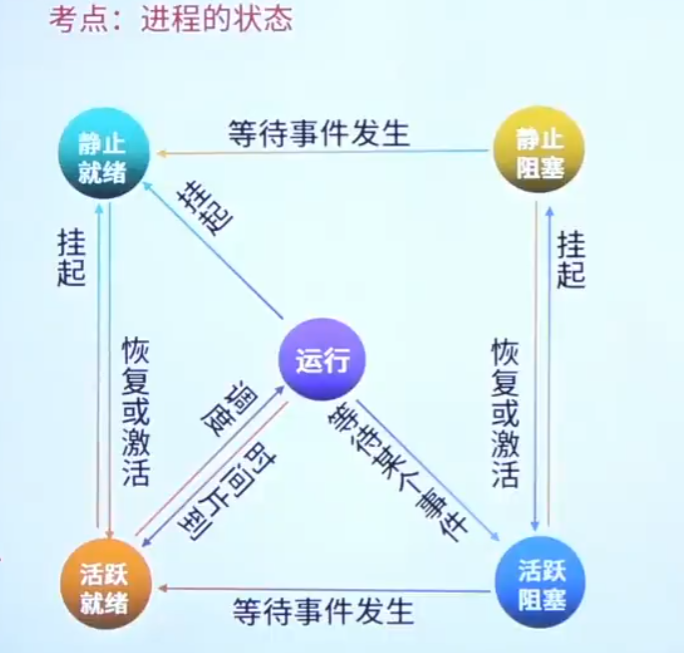 考点：进程的状态
静止
就绪
等待事件发生
静止
阻塞
挂起
挂起
挂起
恢复或激活
运行
恢复或激活
调度
时间片到
等待某个事件
活跃
就绪
等待事件发生
活跃
阻塞